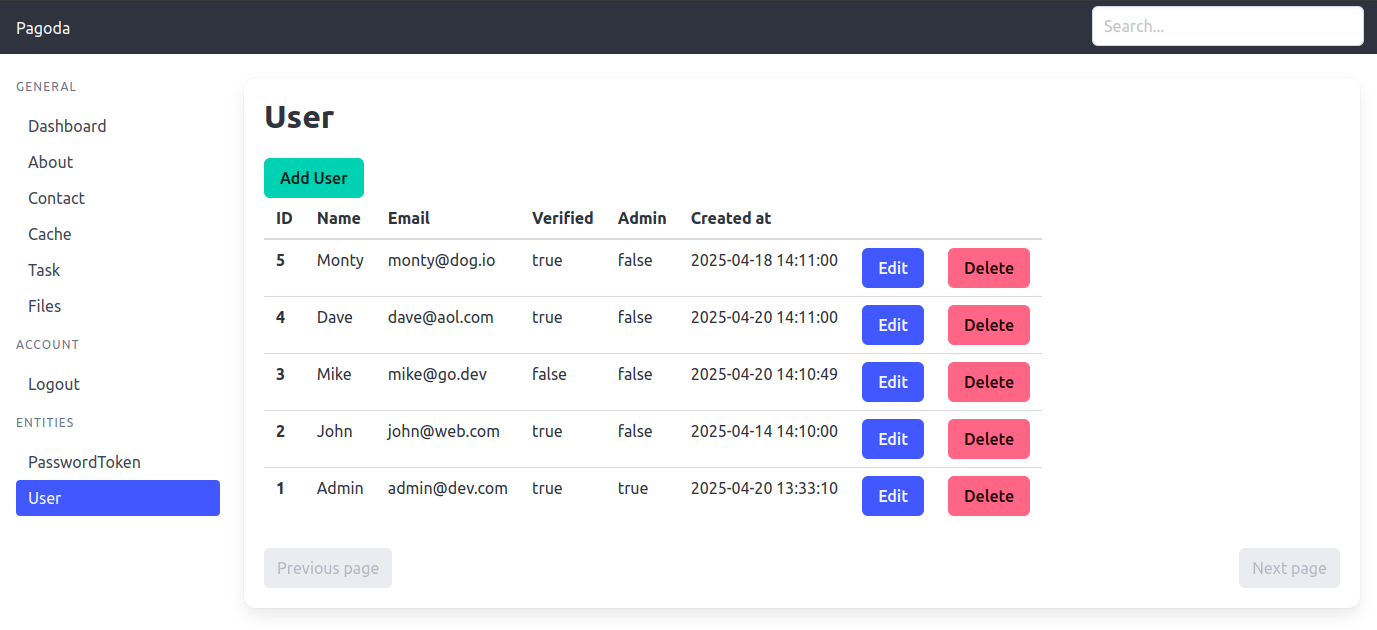 Pagoda
Search...
GENERAL
Dashboard
About
Contact
Cache
Task
Files
ACCOUNT
Logout
ENTITIES
PasswordToken
User
User
Add User
ID Name Email Verified Admin Created at
5 Monty monty@dog.io true false 2025-04-18 14:11:00 Edit Delete
4 Dave dave@aol.com true false 2025-04-20 14:11:00 Edit Delete
3 Mike mike@go.dev false false 2025-04-20 14:10:49 Edit Delete
2 John john@web.com true false 2025-04-14 14:10:00 Edit Delete
1 Admin admin@dev.com true true 2025-04-20 13:33:10 Edit Delete
Previous page Next page